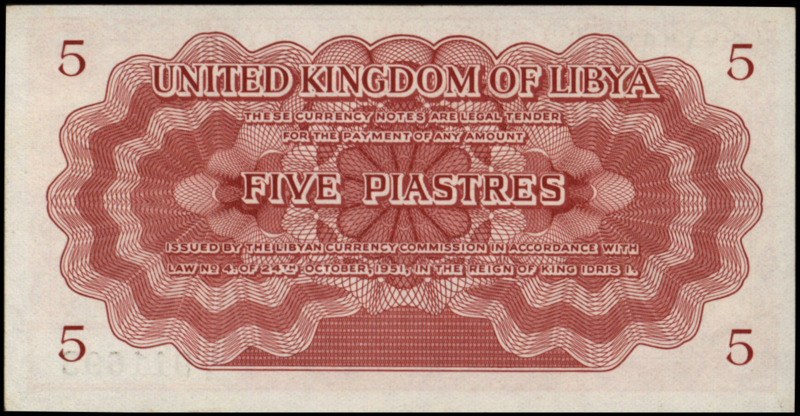 5 5
UNITED KINGDOM OF LIBYA
THESE CURRENCY NOTES ARE LEGAL TENDER
FOR THE PAYMENT OF ANY AMOUNT
FIVE PIASTRES
ISSUED BY THE LIBYAN CURRENCY COMMISSION IN ACCORDANCE WITH
LAW Nº 4. OF 24TH OCTOBER, 1951, IN THE REIGN OF KING IDRIS I.
5 5